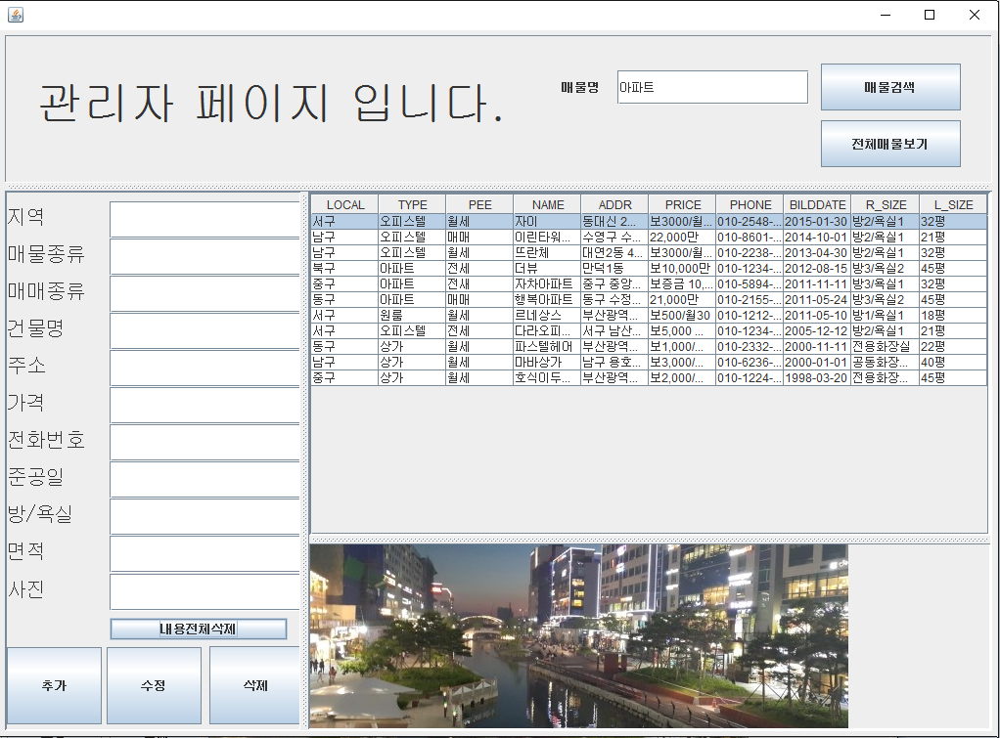 관리자 페이지 입니다.
매물명 아파트 매물검색
전체매물보기
지역
매물종류
매매종류
건물명
주소
가격
전화번호
준공일
방/욕실
면적
사진
내용전체삭제
추가 수정 삭제
LOCAL TYPE PEE NAME ADDR PRICE PHONE BILDDATE R_SIZE L_SIZE
서구 오피스텔 월세 자이 동대신 2... 보3000/월... 010-2548-... 2015-01-30 방2/욕실1 32평
남구 오피스텔 매매 이린타워... 수영구 수... 22,000만 010-8601-... 2014-10-01 방2/욕실1 21평
남구 오피스텔 월세 뜨란체 대연2동 4... 보3000/월... 010-2238-... 2013-04-30 방2/욕실1 32평
북구 아파트 전세 더뷰 만덕1동 보10,000만 010-1234-... 2012-08-15 방3/욕실2 45평
중구 아파트 전새 자차아파트 중구 중앙... 보증금 10,... 010-5894-... 2011-11-11 방3/욕실1 32평
동구 아파트 매매 행복아파트 동구 수정... 21,000만 010-2155-... 2011-05-24 방3/욕실2 45평
서구 원룸 월세 르네상스 부산광역... 보500/월30 010-1212-... 2011-05-10 방1/욕실1 18평
서구 오피스텔 전세 다라오피... 서구 남산... 보5,000 ... 010-1234-... 2005-12-12 방2/욕실1 21평
동구 상가 월세 파스텔헤어 부산광역... 보1,000/... 010-2332-... 2000-11-11 전용화장실 22평
남구 상가 월세 마바상가 남구 용호... 보3,000/... 010-6236-... 2000-01-01 공동화장... 40평
중구 상가 월세 호식이두... 부산광역... 보2,000/... 010-1224-... 1998-03-20 전용화장... 45평